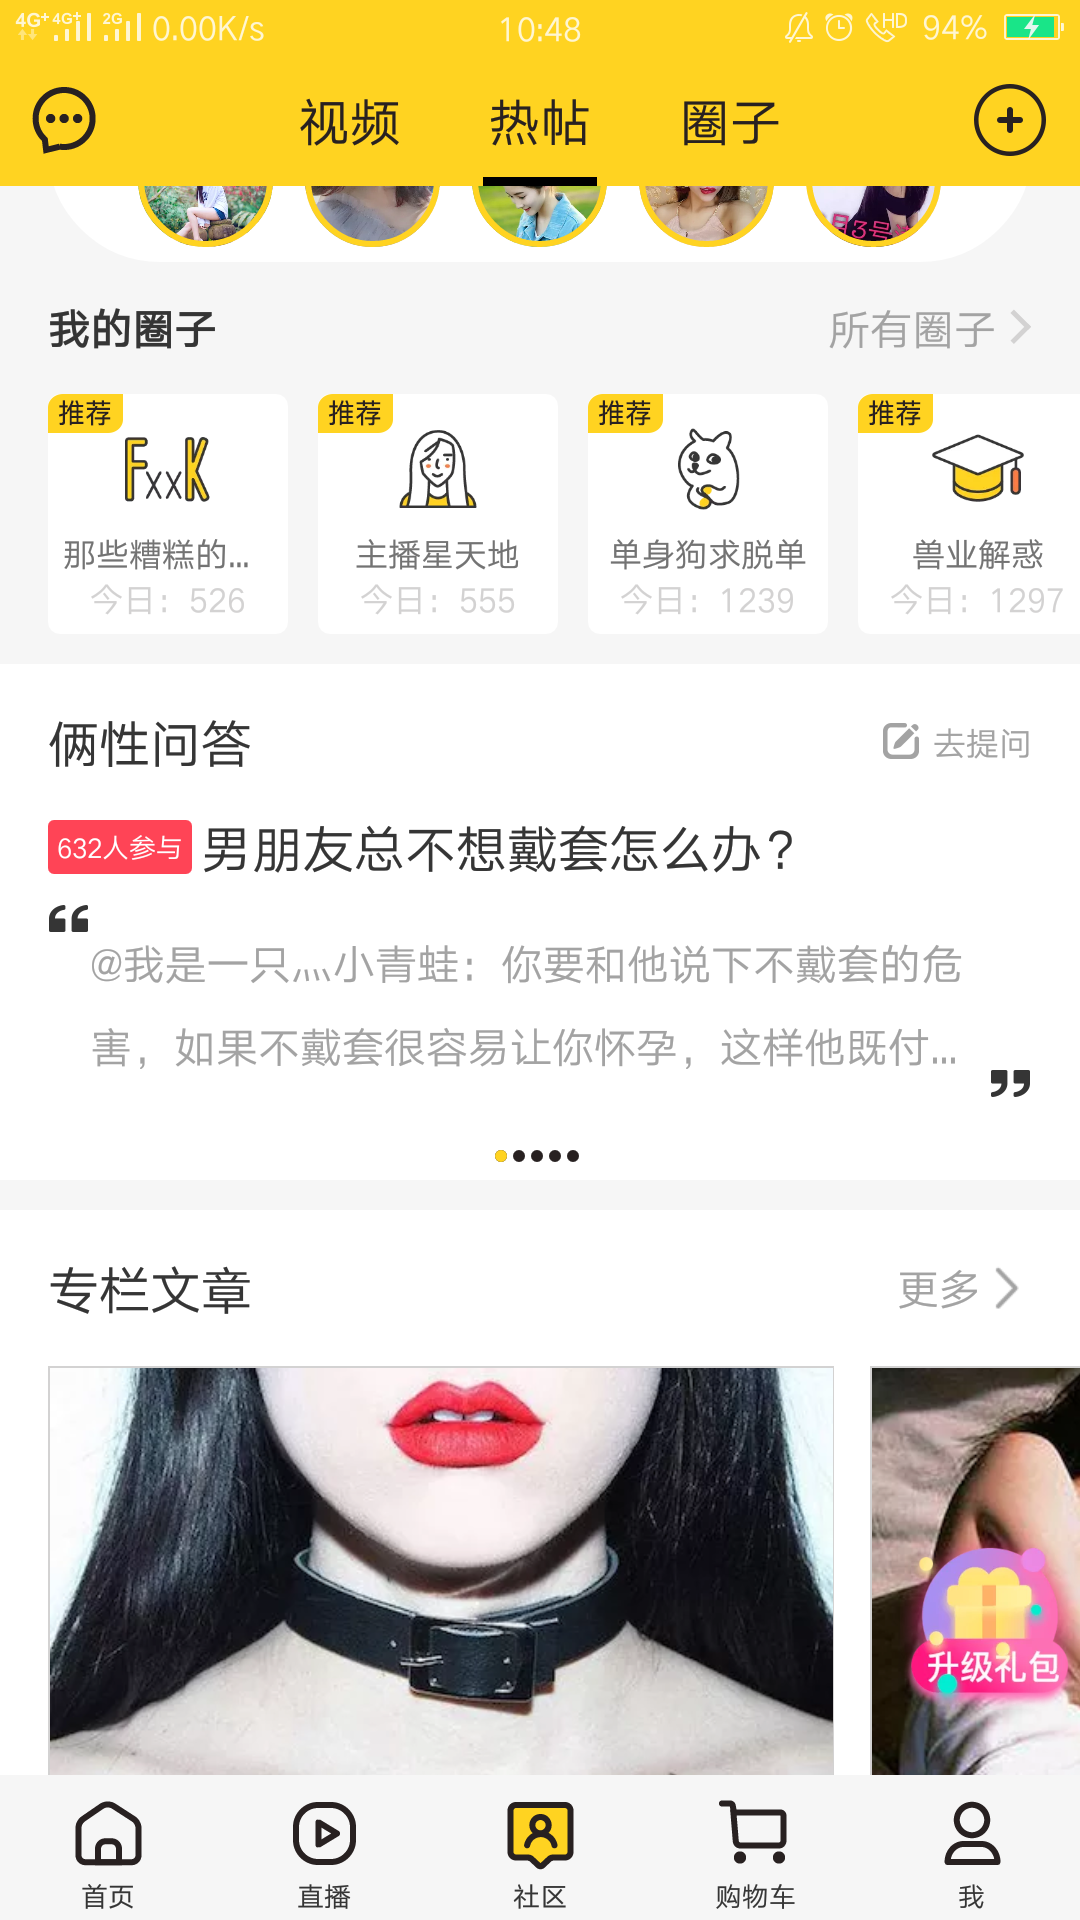 4G+ 4G+ 2G 0.00K/s 10:48 HD 94%
视频 热帖 圈子
月3号
我的圈子 所有圈子
推荐 推荐 推荐 推荐
FxxK
那些糟糕的... 主播星天地 单身狗求脱单 兽业解惑
今日：526 今日：555 今日：1239 今日：1297
俩性问答 去提问
632人参与 男朋友总不想戴套怎么办？
“
@我是一只灬小青蛙：你要和他说下不戴套的危
害，如果不戴套很容易让你怀孕，这样他既付...
”
专栏文章 更多
升级礼包
首页 直播 社区 购物车 我